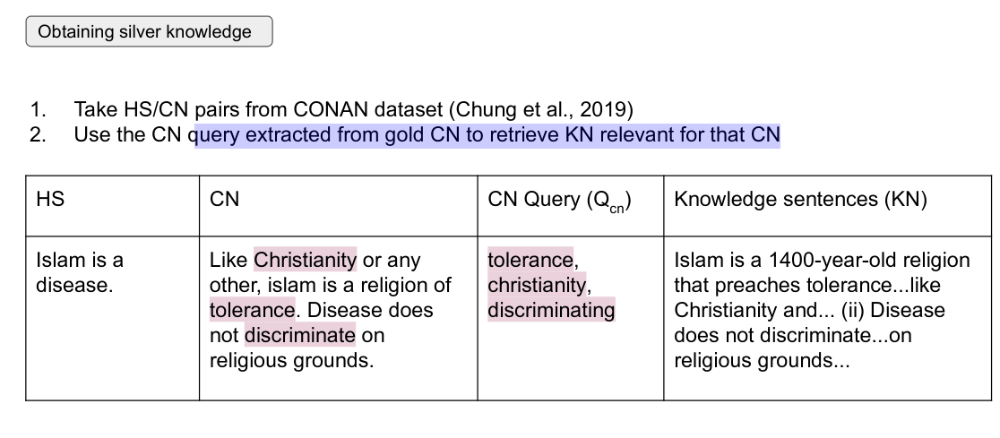 Obtaining silver knowledge
1. Take HS/CN pairs from CONAN dataset (Chung et al., 2019)
2. Use the CN query extracted from gold CN to retrieve KN relevant for that CN
HS
CN
CN Query (Qcn)
Knowledge sentences (KN)
Islam is a
disease.
Like Christianity or any
other, islam is a religion of
tolerance. Disease does
not discriminate on
religious grounds.
tolerance,
christianity,
discriminating
Islam is a 1400-year-old religion
that preaches tolerance...like
Christianity and... (ii) Disease
does not discriminate...on
religious grounds...